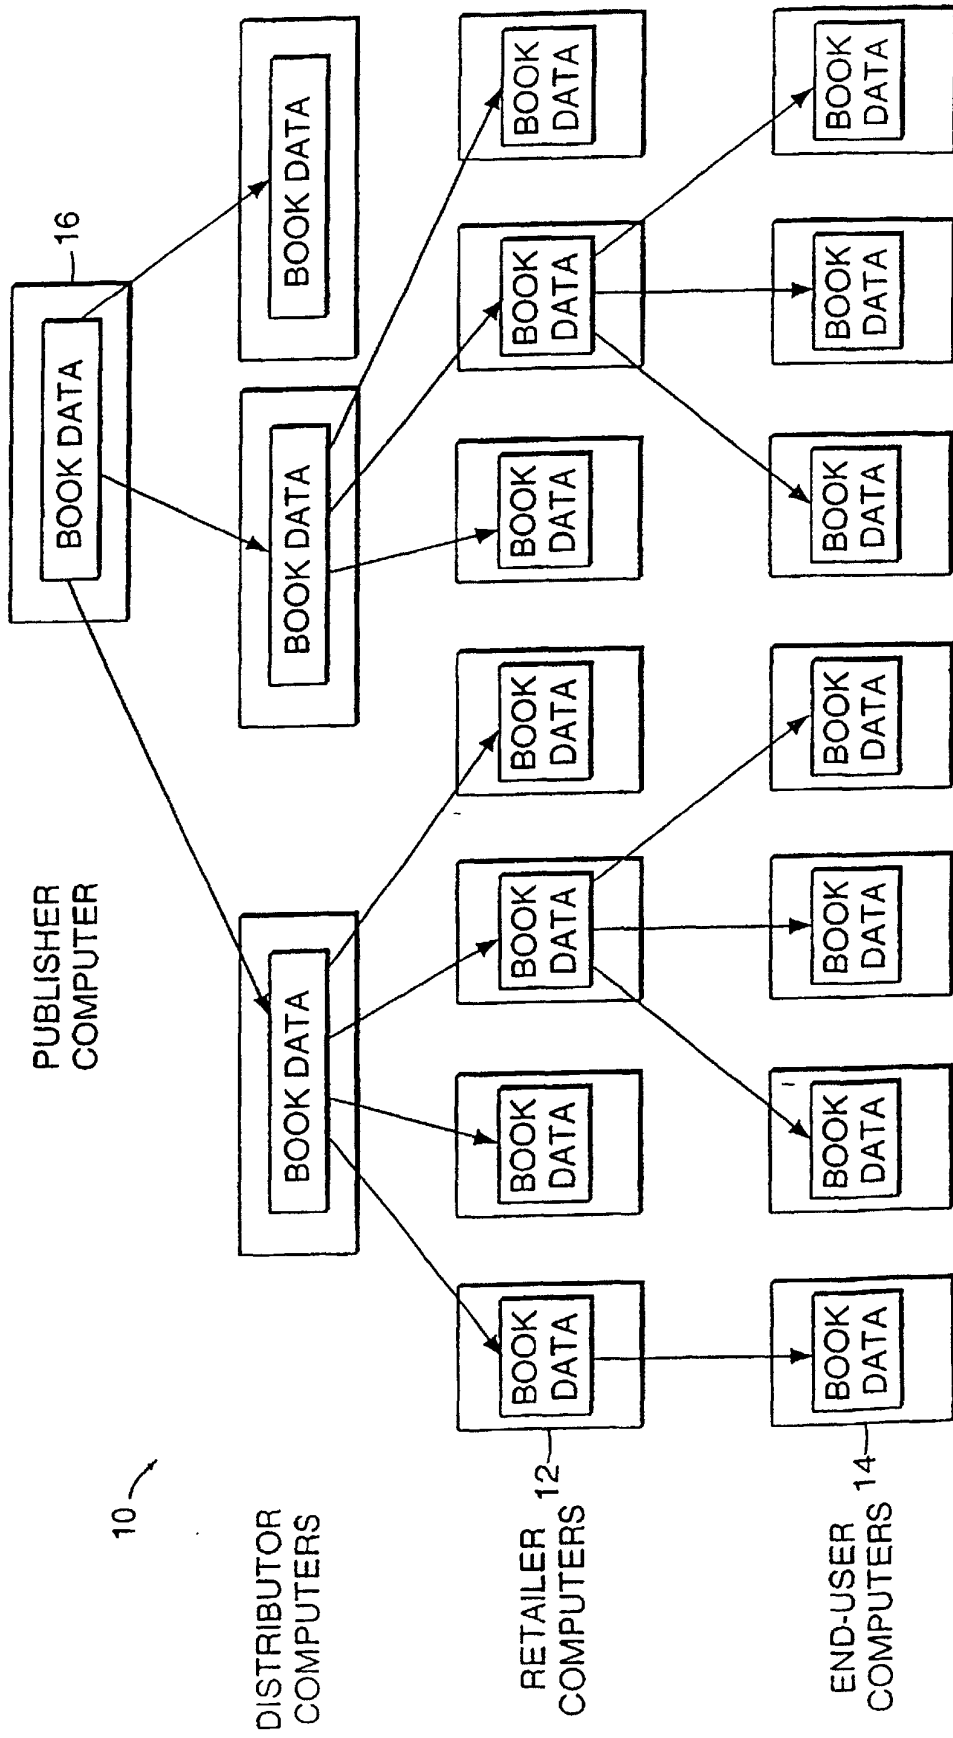 PUBLISHER
COMPUTER
BOOK DATA
16
10
DISTRIBUTOR
COMPUTERS
BOOK DATA
BOOK DATA
BOOK DATA
RETAILER
COMPUTERS 12
BOOK
DATA
BOOK
DATA
BOOK
DATA
BOOK
DATA
BOOK
DATA
BOOK
DATA
BOOK
DATA
END-USER
COMPUTERS 14
BOOK
DATA
BOOK
DATA
BOOK
DATA
BOOK
DATA
BOOK
DATA
BOOK
DATA
BOOK
DATA